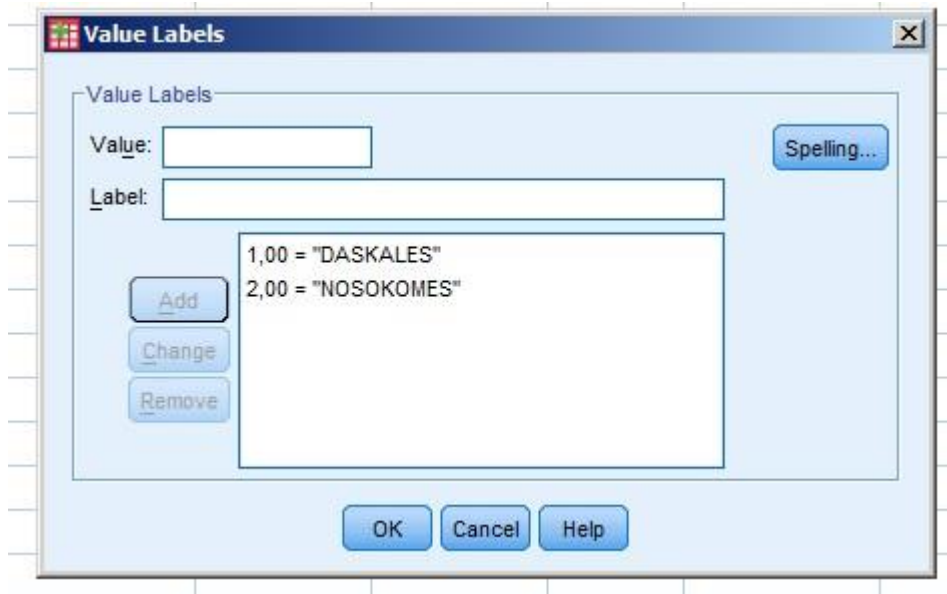 Value Labels
Value Labels
Value:
Spelling...
Label:
1,00 = "DASKALES"
2,00 = "NOSOKOMES"
Add
Change
Remove
OK Cancel Help